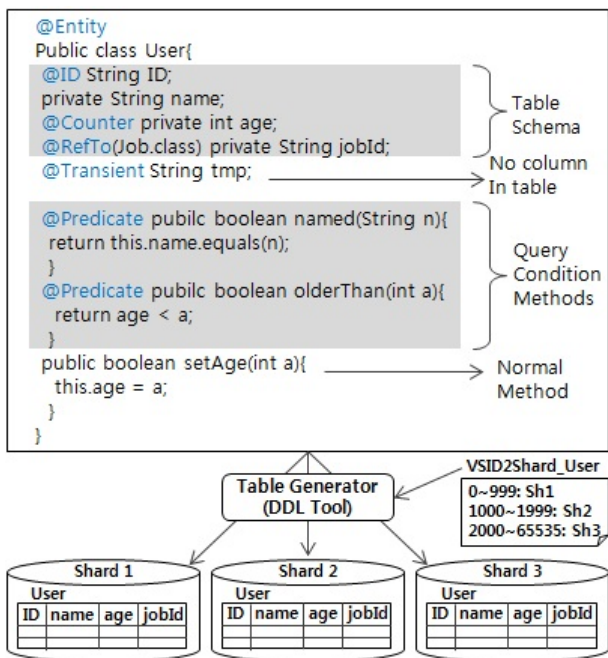 @Entity
Public class User{
@ID String ID;
private String name;
@Counter private int age;
@RefTo(Job.class) private String jobId;
@Transient String tmp;
Table
Schema
No column
In table
@Predicate pubilc boolean named(String n){
return this.name.equals(n);
}
@Predicate pubilc boolean olderThan(int a){
return age < a;
}
Query
Condition
Methods
public boolean setAge(int a){
this.age = a;
}
}
Normal
Method
Table Generator
(DDL Tool)
VSID2Shard_User
0~999: Sh1
1000~1999: Sh2
2000~65535: Sh3
Shard 1
User
ID name age jobId
Shard 2
User
ID name age jobId
Shard 3
User
ID name age jobId